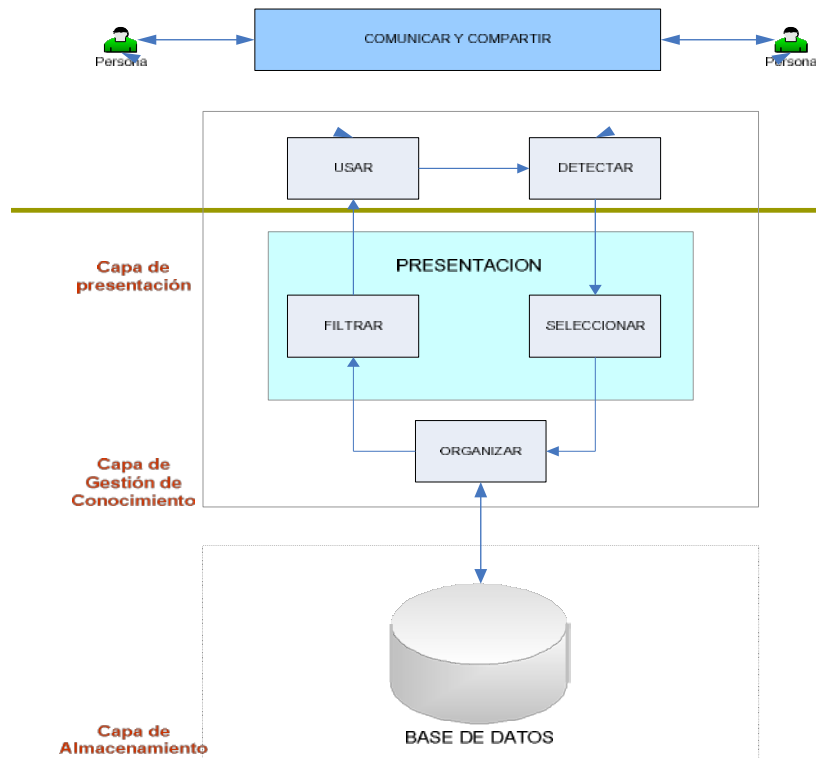 COMUNICAR Y COMPARTIR
Persona
Persona
USAR
DETECTAR
Capa de
presentación
PRESENTACION
FILTRAR
SELECCIONAR
ORGANIZAR
Capa de
Gestión de
Conocimiento
Capa de
Almacenamiento
BASE DE DATOS